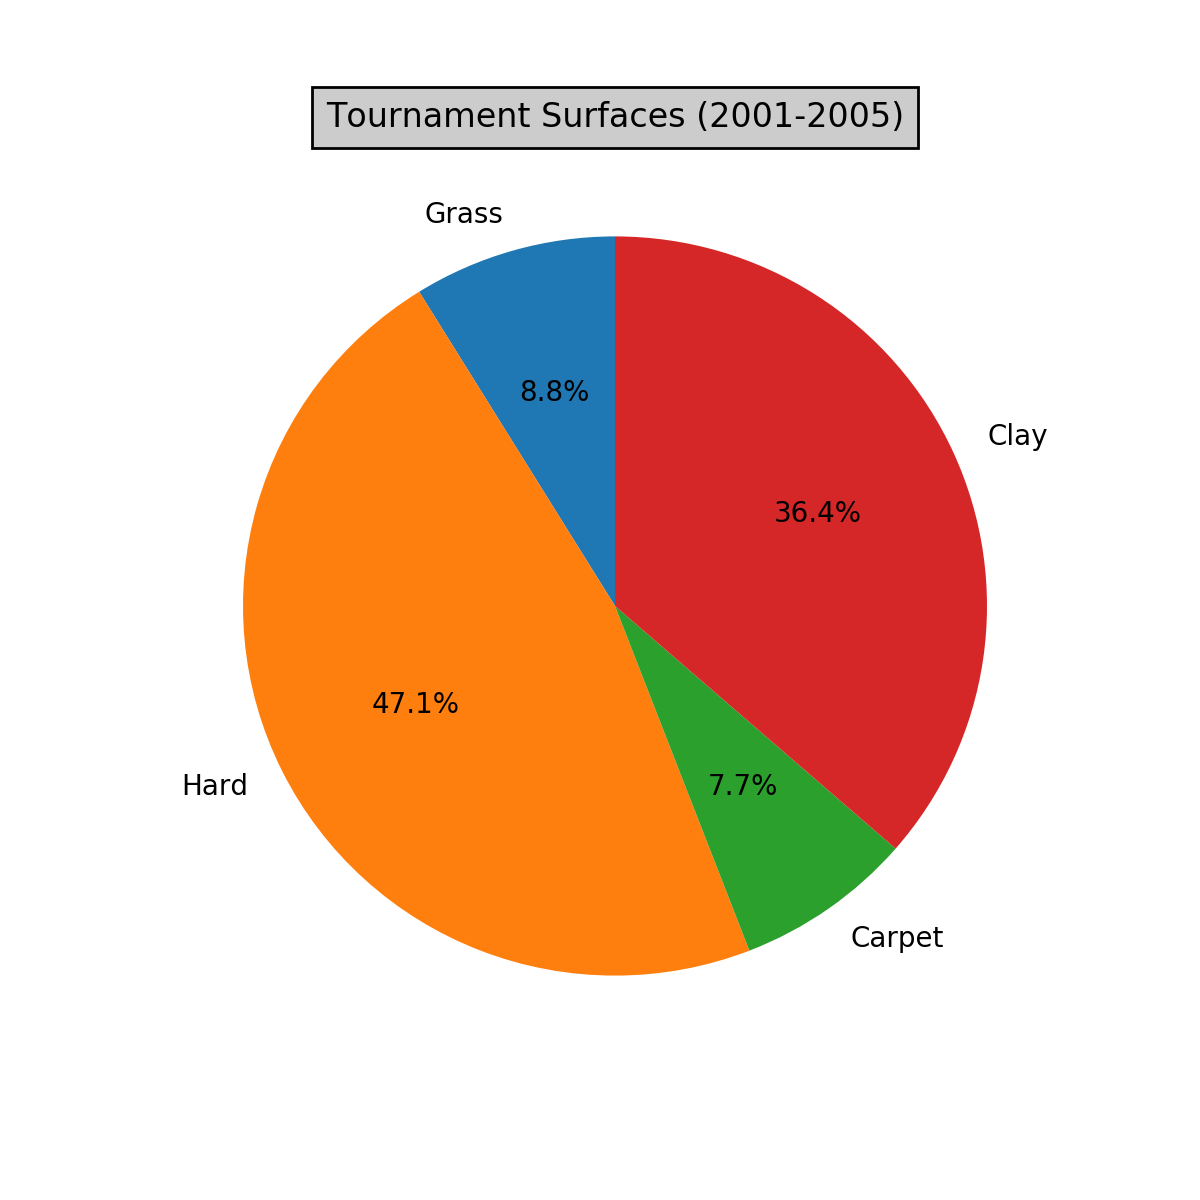 Tournament Surfaces (2001-2005)
Grass
8.8%
Clay
36.4%
47.1%
Hard
7.7%
Carpet